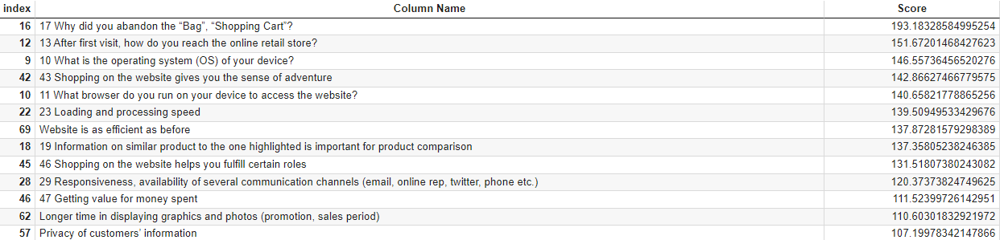 index Column Name Score
16 17 Why did you abandon the “Bag”, “Shopping Cart”? 193.18328584995254
12 13 After first visit, how do you reach the online retail store? 151.67201468427623
9 10 What is the operating system (OS) of your device? 146.55736456520276
42 43 Shopping on the website gives you the sense of adventure 142.86627466779575
10 11 What browser do you run on your device to access the website? 140.65821778865256
22 23 Loading and processing speed 139.50949533429676
69 Website is as efficient as before 137.87281579298389
18 19 Information on similar product to the one highlighted is important for product comparison 137.35805238246385
45 46 Shopping on the website helps you fulfill certain roles 131.51807380243082
28 29 Responsiveness, availability of several communication channels (email, online rep, twitter, phone etc.) 120.37373824749625
46 47 Getting value for money spent 111.52399726142951
62 Longer time in displaying graphics and photos (promotion, sales period) 110.60301832921972
57 Privacy of customers’ information 107.19978342147866